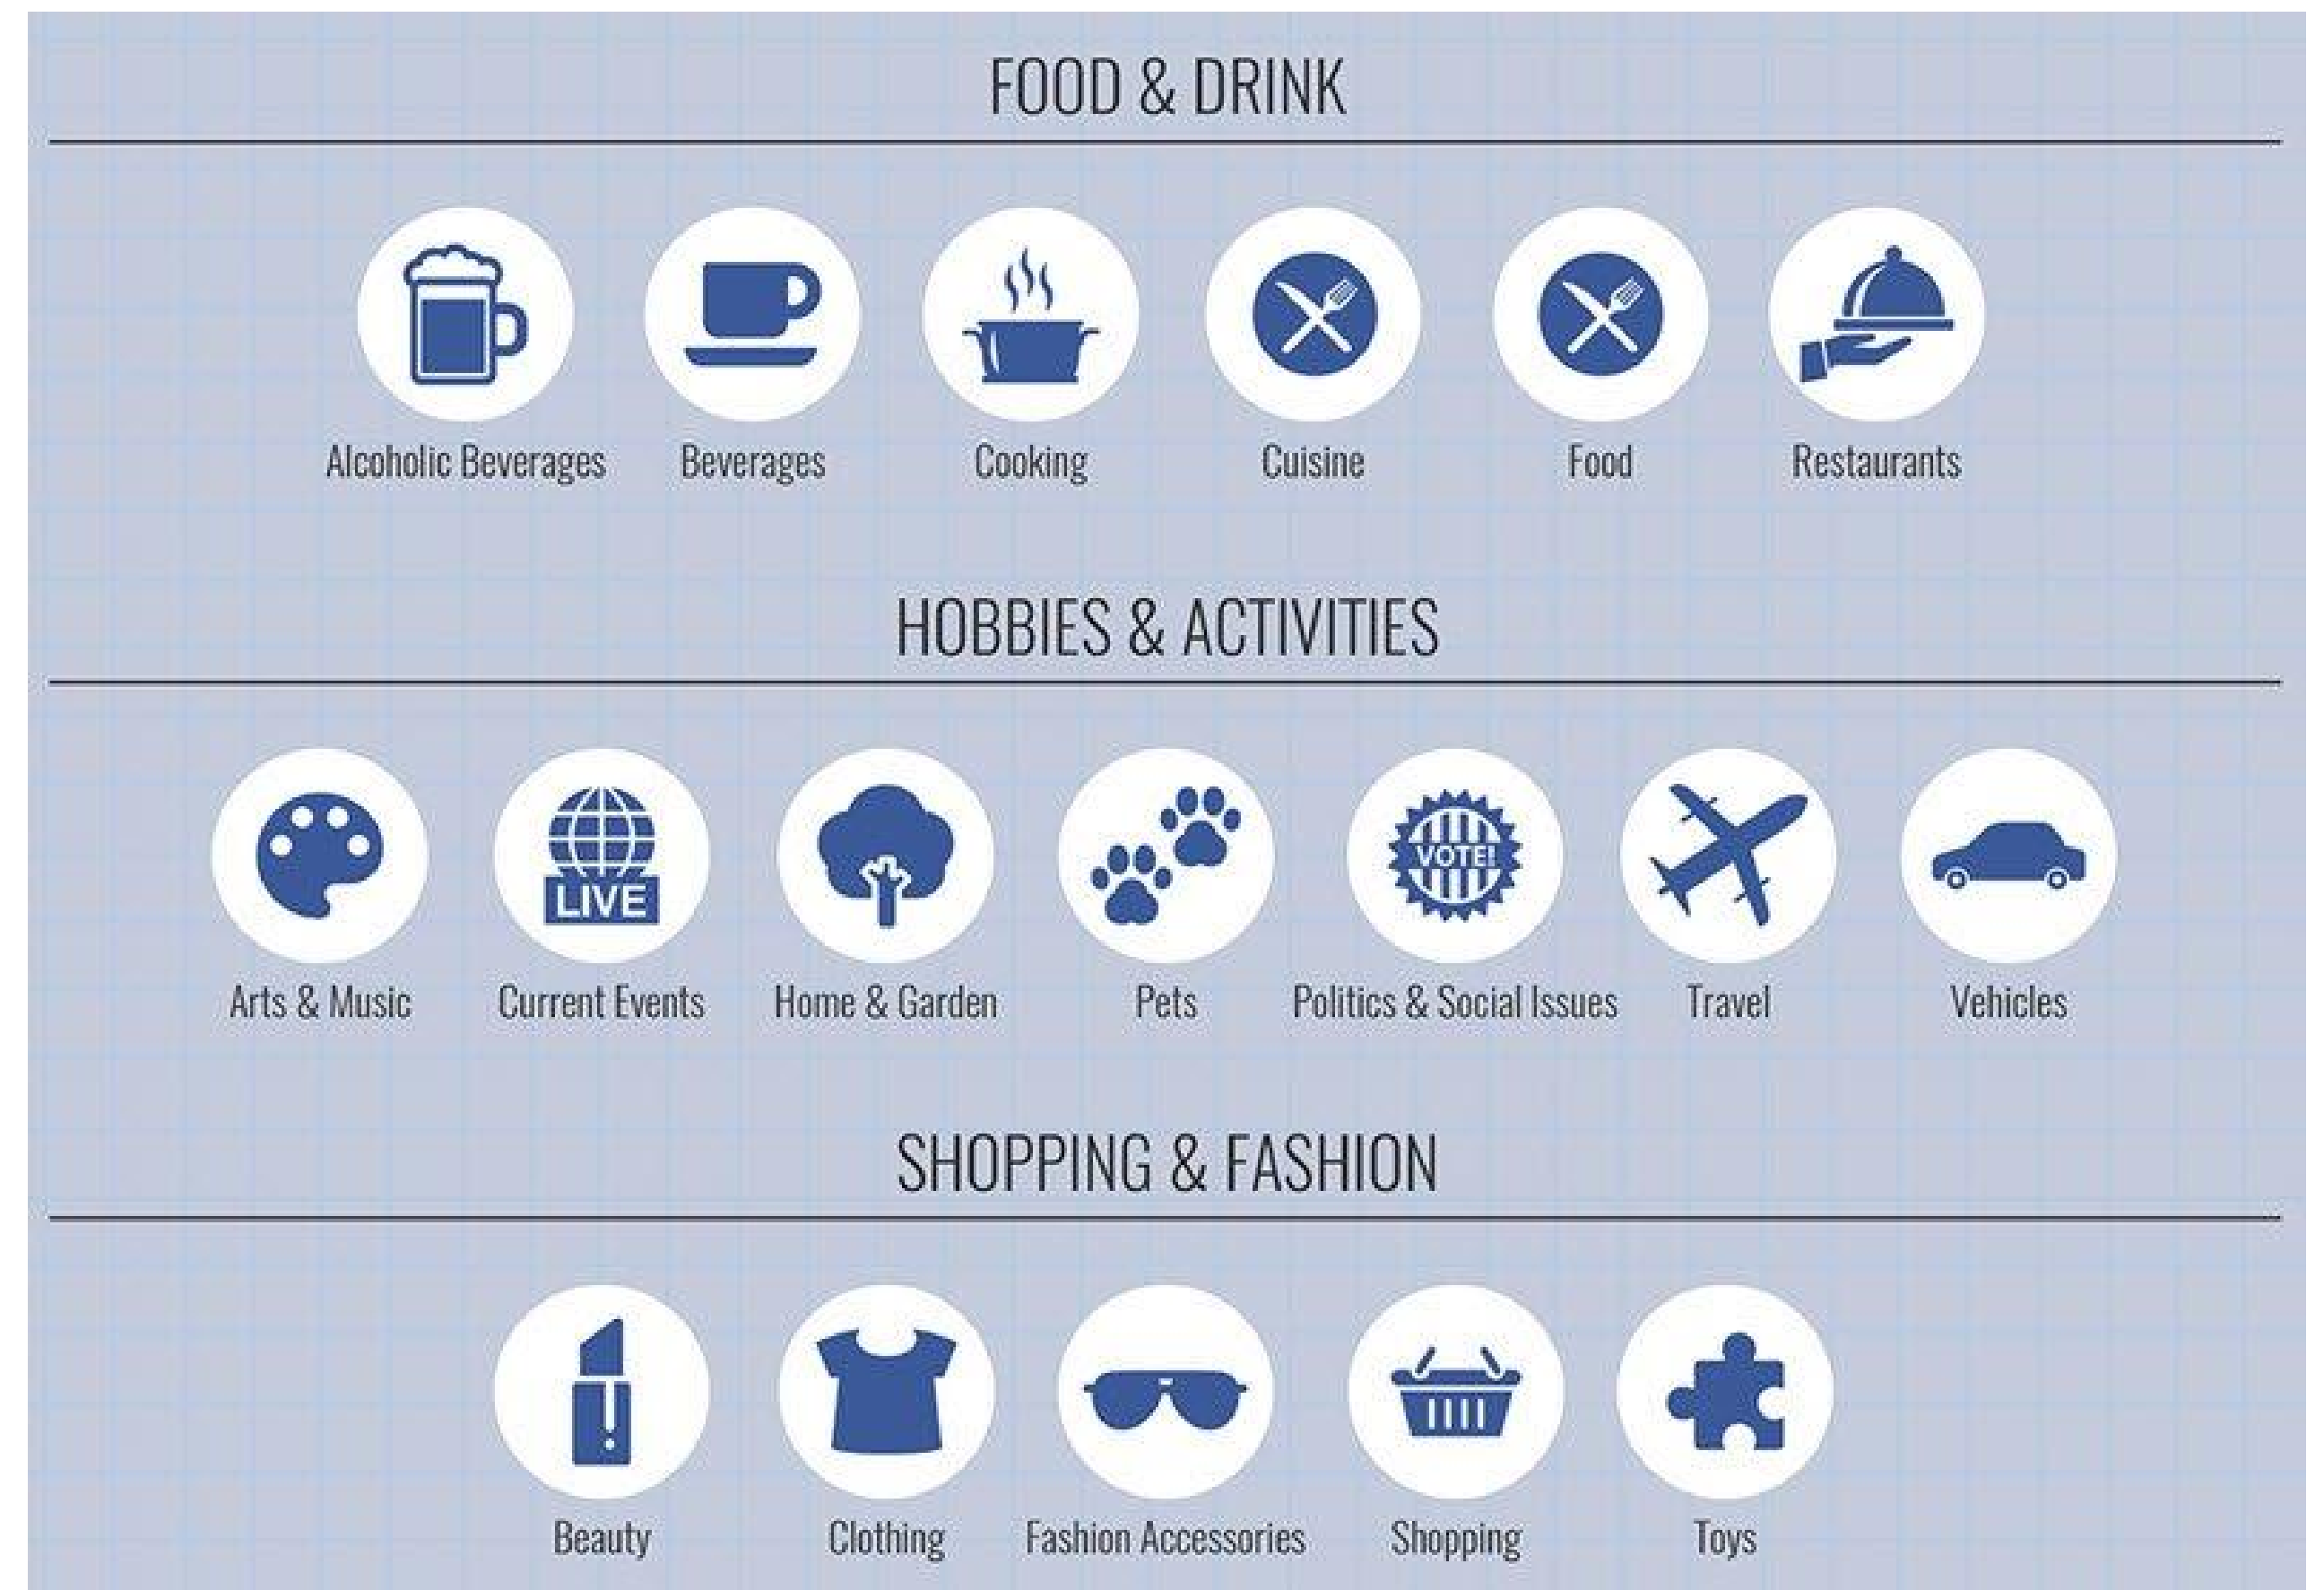 FOOD & DRINK
Alcoholic Beverages Beverages Cooking Cuisine Food Restaurants
HOBBIES & ACTIVITIES
LIVE VOTE!
Arts & Music Current Events Home & Garden Pets Politics & Social Issues Travel Vehicles
SHOPPING & FASHION
Beauty Clothing Fashion Accessories Shopping Toys